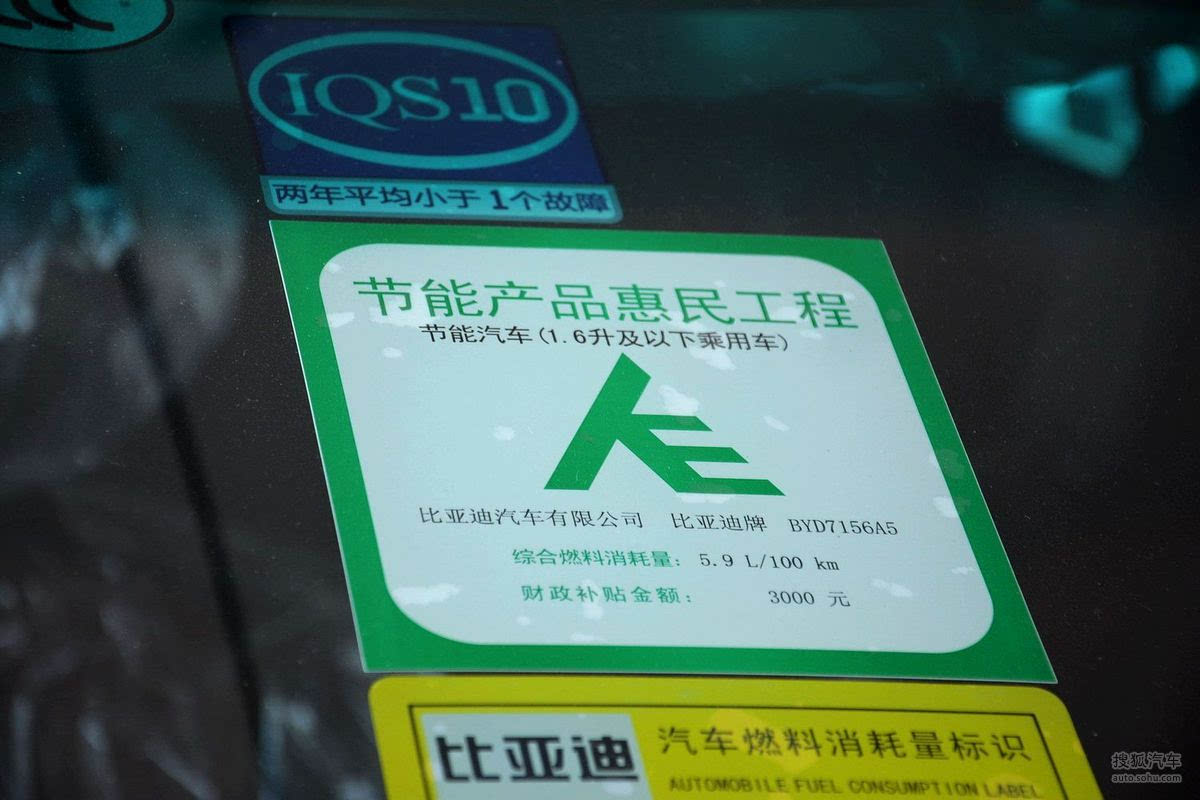 IQS10
两年平均小于1个故障
节能产品惠民工程
节能汽车(1.6升及以下乘用车)
比亚迪汽车有限公司 比亚迪牌 BYD7156A5
综合燃料消耗量: 5.9 L/100 km
财政补贴金额: 3000 元
比亚迪
汽车燃料消耗量标识
AUTOMOBILE FUEL CONSUMPTION LABEL
搜狐汽车
auto.sohu.com